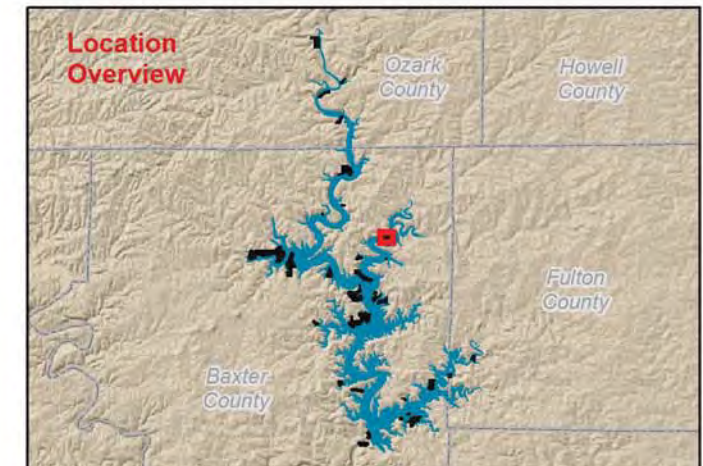 Location
Overview
Ozark
County
Howell
County
Fulton
County
Baxter
County